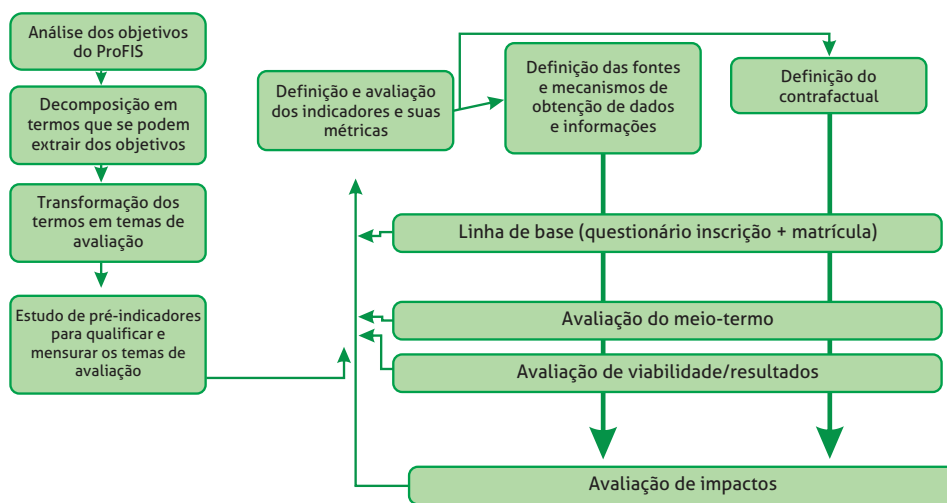 Análise dos objetivos
do ProFIS
Decomposição em
termos que se podem
extrair dos objetivos
Transformação dos
termos em temas de
avaliação
Estudo de pré-indicadores
para qualificar e
mensurar os temas de
avaliação
Definição e avaliação
dos indicadores e suas
métricas
Definição das fontes
e mecanismos de
obtenção de dados
e informações
Definição do
contrafactual
Linha de base (questionário inscrição + matrícula)
Avaliação do meio-termo
Avaliação de viabilidade/resultados
Avaliação de impactos